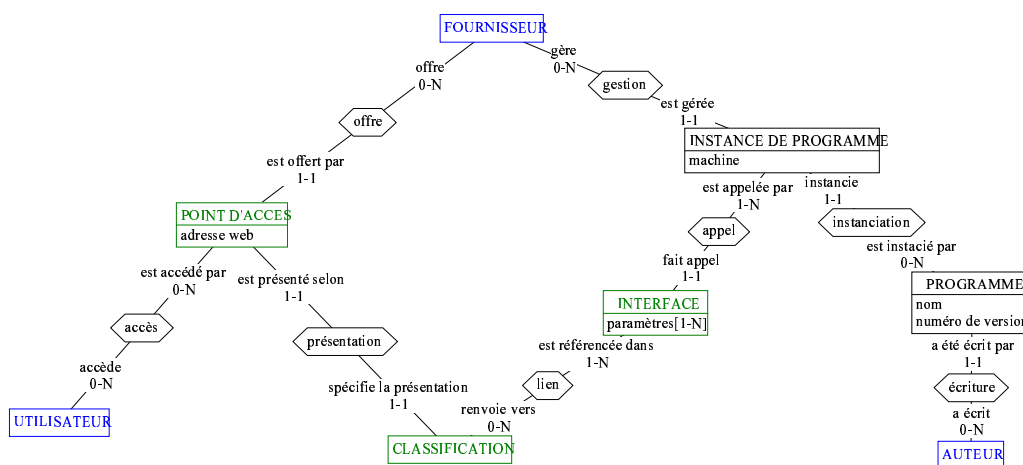 FOURNISSEUR
offre
0-N
gère
0-N
gestion
offre
est gérée
1-1
INSTANCE DE PROGRAMME
machine
est offert par
1-1
est appelée par
1-N
instancie
1-1
POINT D'ACCES
adresse web
appel
instanciation
est accédé par
0-N
est présenté selon
1-1
fait appel
1-1
est instacié par
0-N
INTERFACE
paramètres[1-N]
PROGRAMME
nom
numéro de version
accès
présentation
est référencée dans
1-N
a été écrit par
1-1
accède
0-N
spécifie la présentation
1-1
lien
écriture
renvoie vers
0-N
a écrit
0-N
UTILISATEUR
CLASSIFICATION
AUTEUR